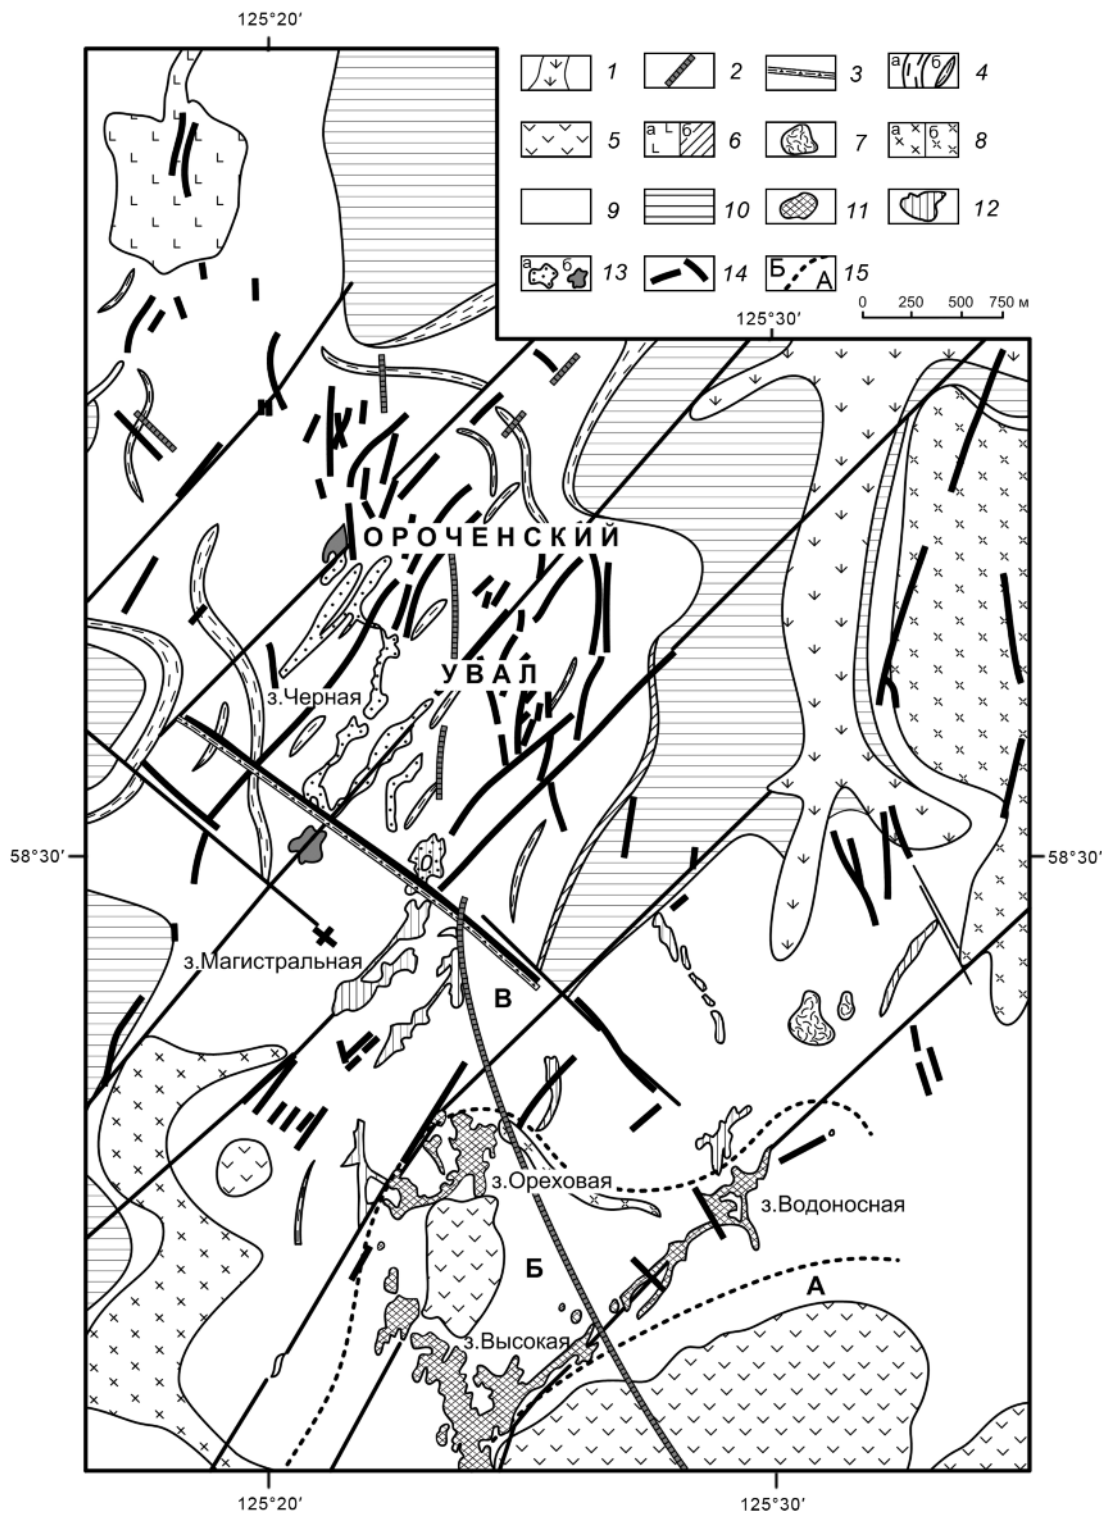 125°20′
а б
1 2 3 4
а б а б
5 6 7 8
9 10 11 12
а б Б А
13 14 15
0 250 500 750 м
125°30′
ОРОЧЕНСКИЙ
УВАЛ
з.Черная
58°30′ 58°30′
з.Магистральная
В
з.Ореховая
з.Водоносная
Б
А
з.Высокая
125°20′ 125°30′